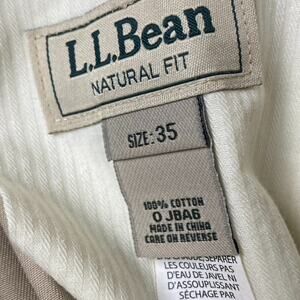 L.L.Bean
NATURAL FIT
SIZE: 35
100% COTTON
0 JBA6
MADE IN CHINA
CARE ON REVERSE
SÉPARER
LES COULEURS PAS
D'EAU DE JAVEL NI
D'ASSOUPLISSANT
SÉCHAGE PAR